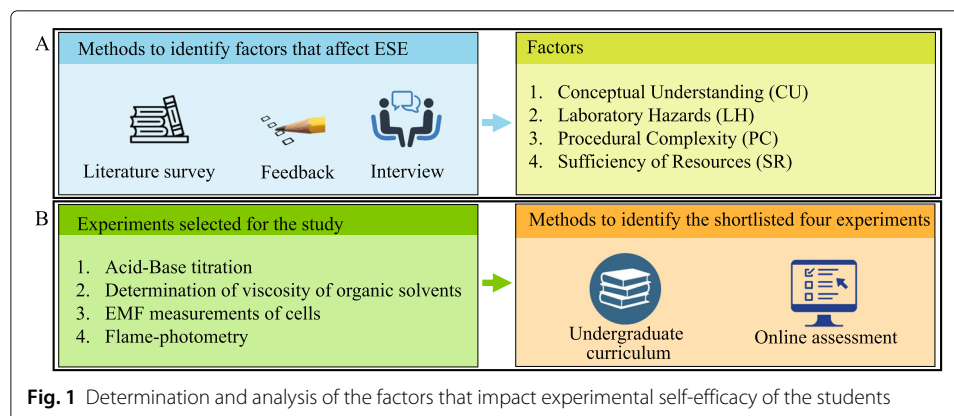 A
Methods to identify factors that affect ESE
Literature survey
Feedback
Interview
Factors
1. Conceptual Understanding (CU)
2. Laboratory Hazards (LH)
3. Procedural Complexity (PC)
4. Sufficiency of Resources (SR)
B
Experiments selected for the study
1. Acid-Base titration
2. Determination of viscosity of organic solvents
3. EMF measurements of cells
4. Flame-photometry
Methods to identify the shortlisted four experiments
Undergraduate
curriculum
Online assessment
Fig. 1 Determination and analysis of the factors that impact experimental self-efficacy of the students